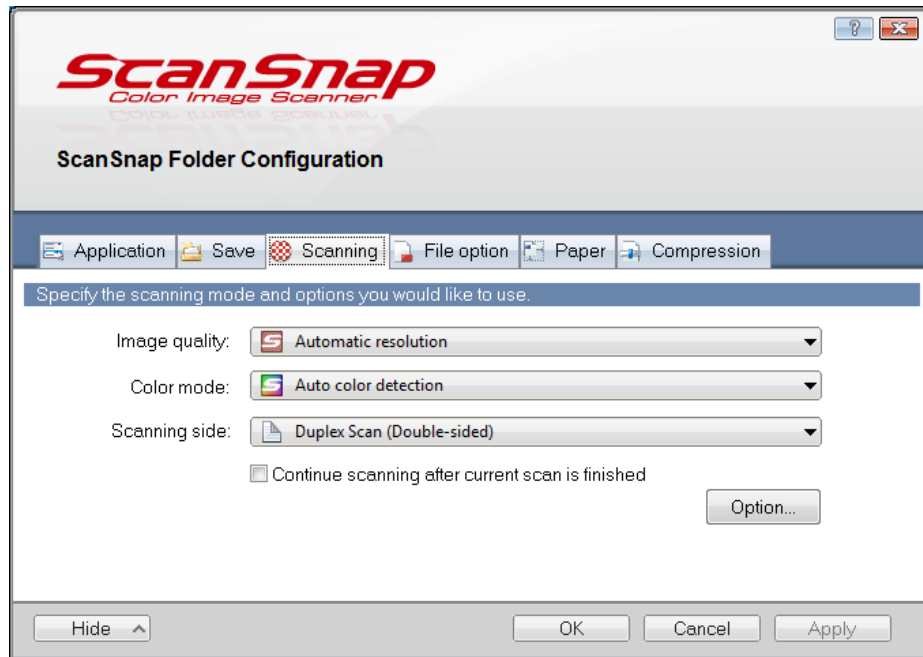 ?
ScanSnap
Color Image Scanner
ScanSnap Folder Configuration
Application Save Scanning File option Paper Compression
Specify the scanning mode and options you would like to use.
Image quality: Automatic resolution
Color mode: Auto color detection
Scanning side: Duplex Scan (Double-sided)
Continue scanning after current scan is finished
Option...
Hide OK Cancel Apply